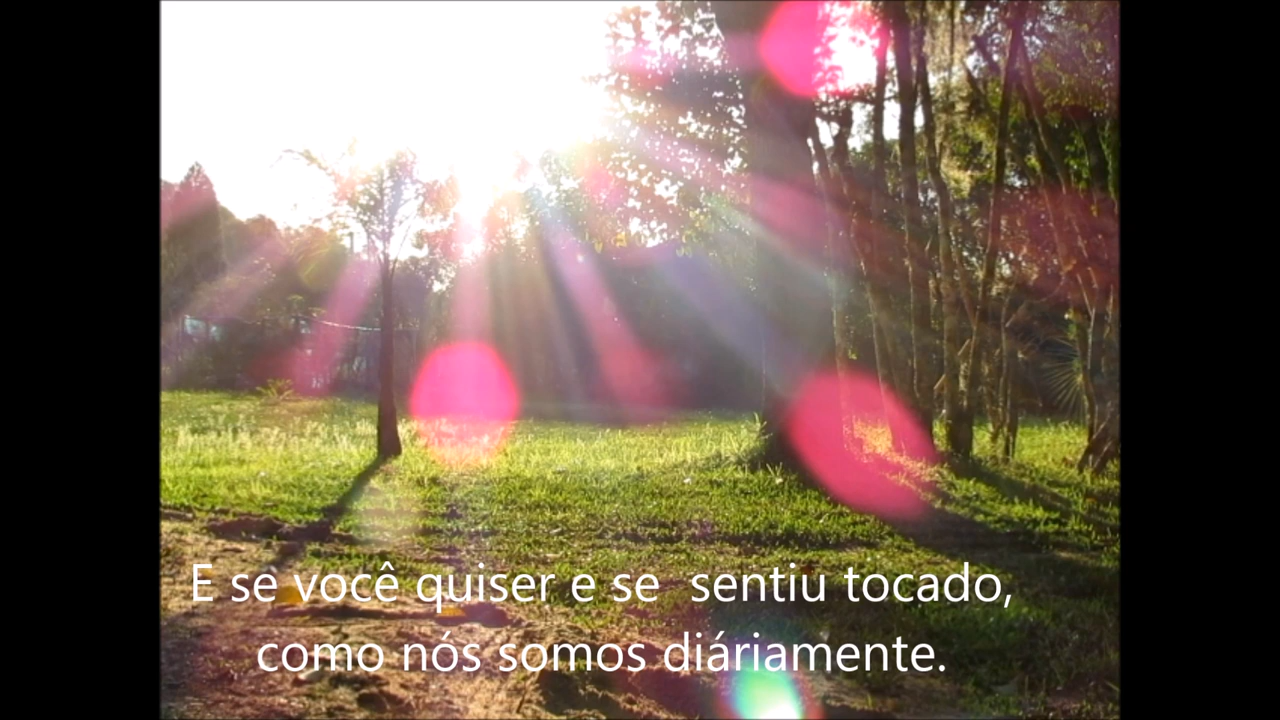 E se você quiser e se  sentiu tocado,
como nós somos diáriamente.